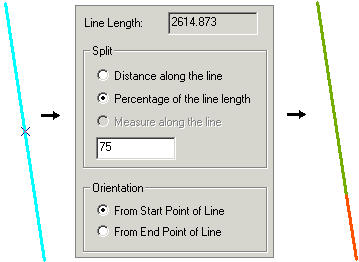 Line Length: 2614.873
Split
Distance along the line
Percentage of the line length
Measure along the line
75
Orientation
From Start Point of Line
From End Point of Line